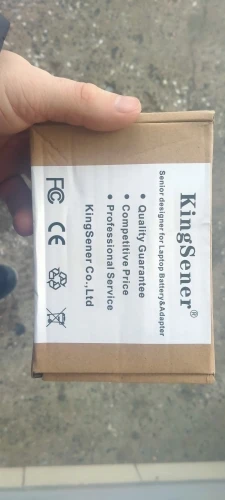 KingSener®
Senior designer for Laptop Battery&Adapter
• Quality Guarantee
• Competitive Price
• Professional Service
KingSener Co.,Ltd
FC CE